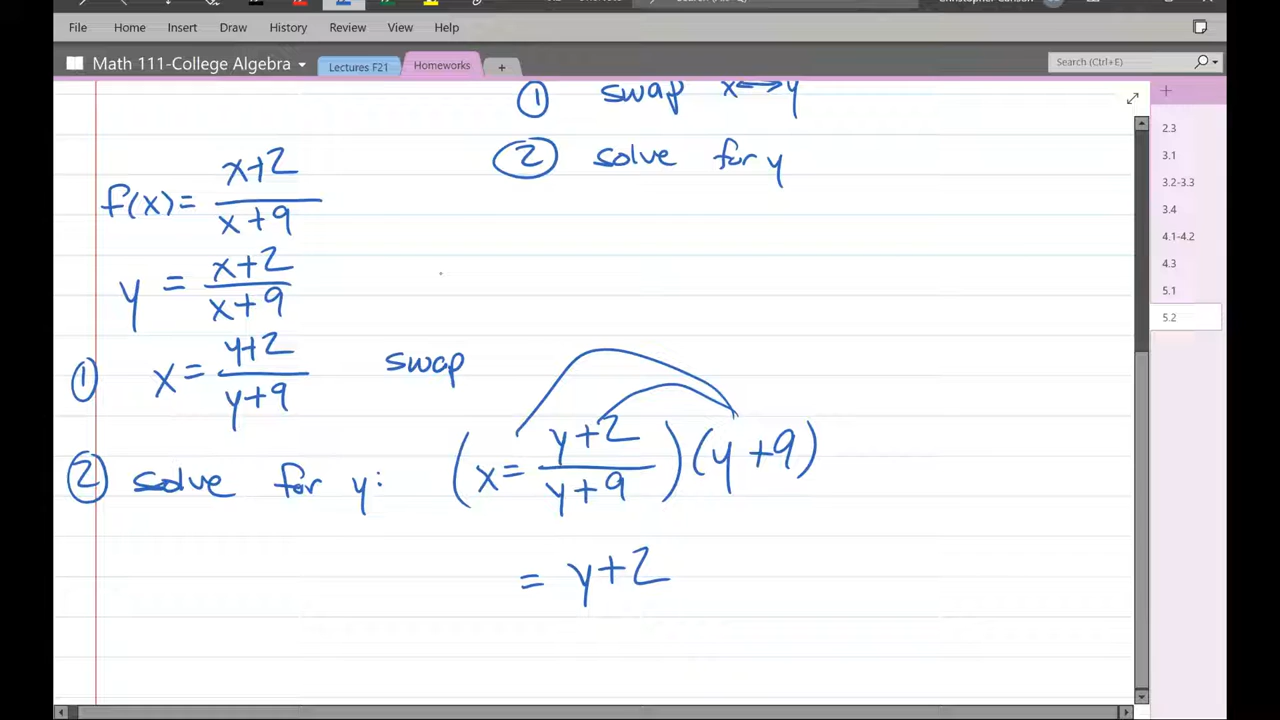 File Home Insert Draw History Review View Help
Math 111-College Algebra Lectures F21 Homeworks + Search (Ctrl+E)
① swap x↔y
② solve for y
f(x)= x+2
x+9
y = x+2
x+9
① x= y+2
y+9
swap
② solve for y: (x= y+2
y+9 )(y+9)
= y+2
2.3
3.1
3.2-3.3
3.4
4.1-4.2
4.3
5.1
5.2